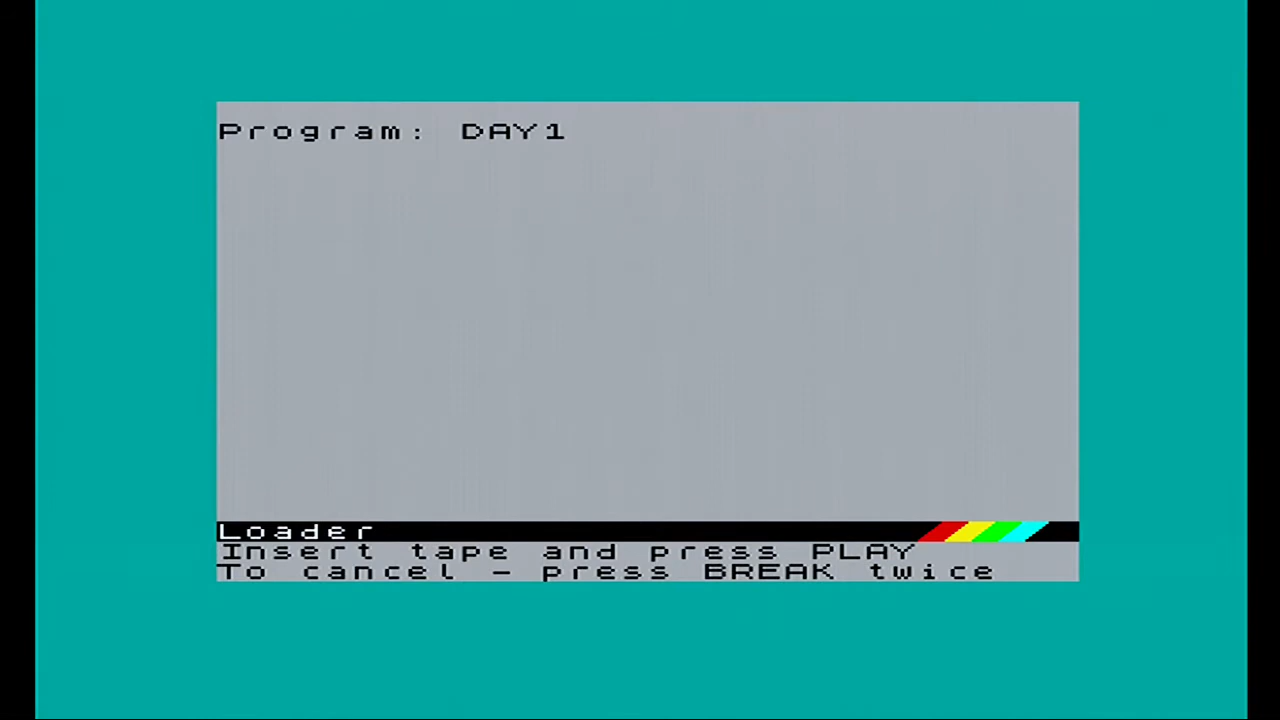 Program: DAY1
Loader
Insert tape and press PLAY
To cancel - press BREAK twice